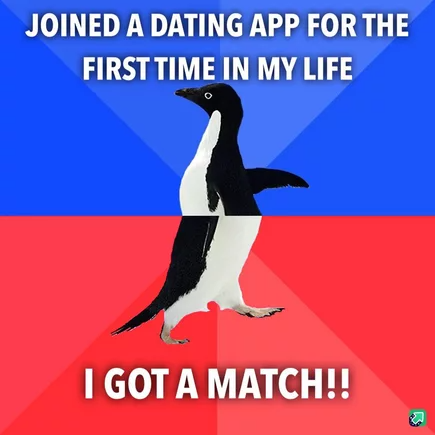 JOINED A DATING APP FOR THE
FIRST TIME IN MY LIFE
I GOT A MATCH!!